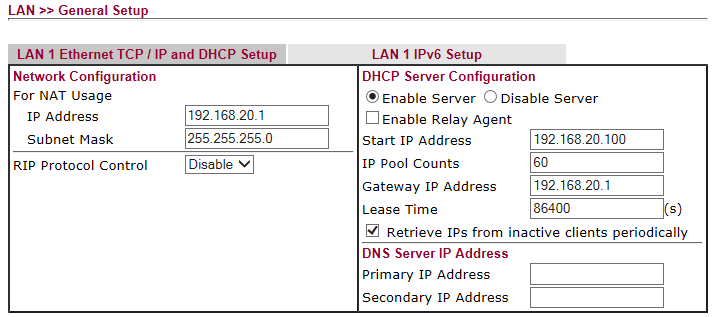 LAN >> General Setup
LAN 1 Ethernet TCP / IP and DHCP Setup
LAN 1 IPv6 Setup
Network Configuration
For NAT Usage
IP Address 192.168.20.1
Subnet Mask 255.255.255.0
RIP Protocol Control Disable
DHCP Server Configuration
Enable Server Disable Server
Enable Relay Agent
Start IP Address 192.168.20.100
IP Pool Counts 60
Gateway IP Address 192.168.20.1
Lease Time 86400 (s)
Retrieve IPs from inactive clients periodically
DNS Server IP Address
Primary IP Address
Secondary IP Address